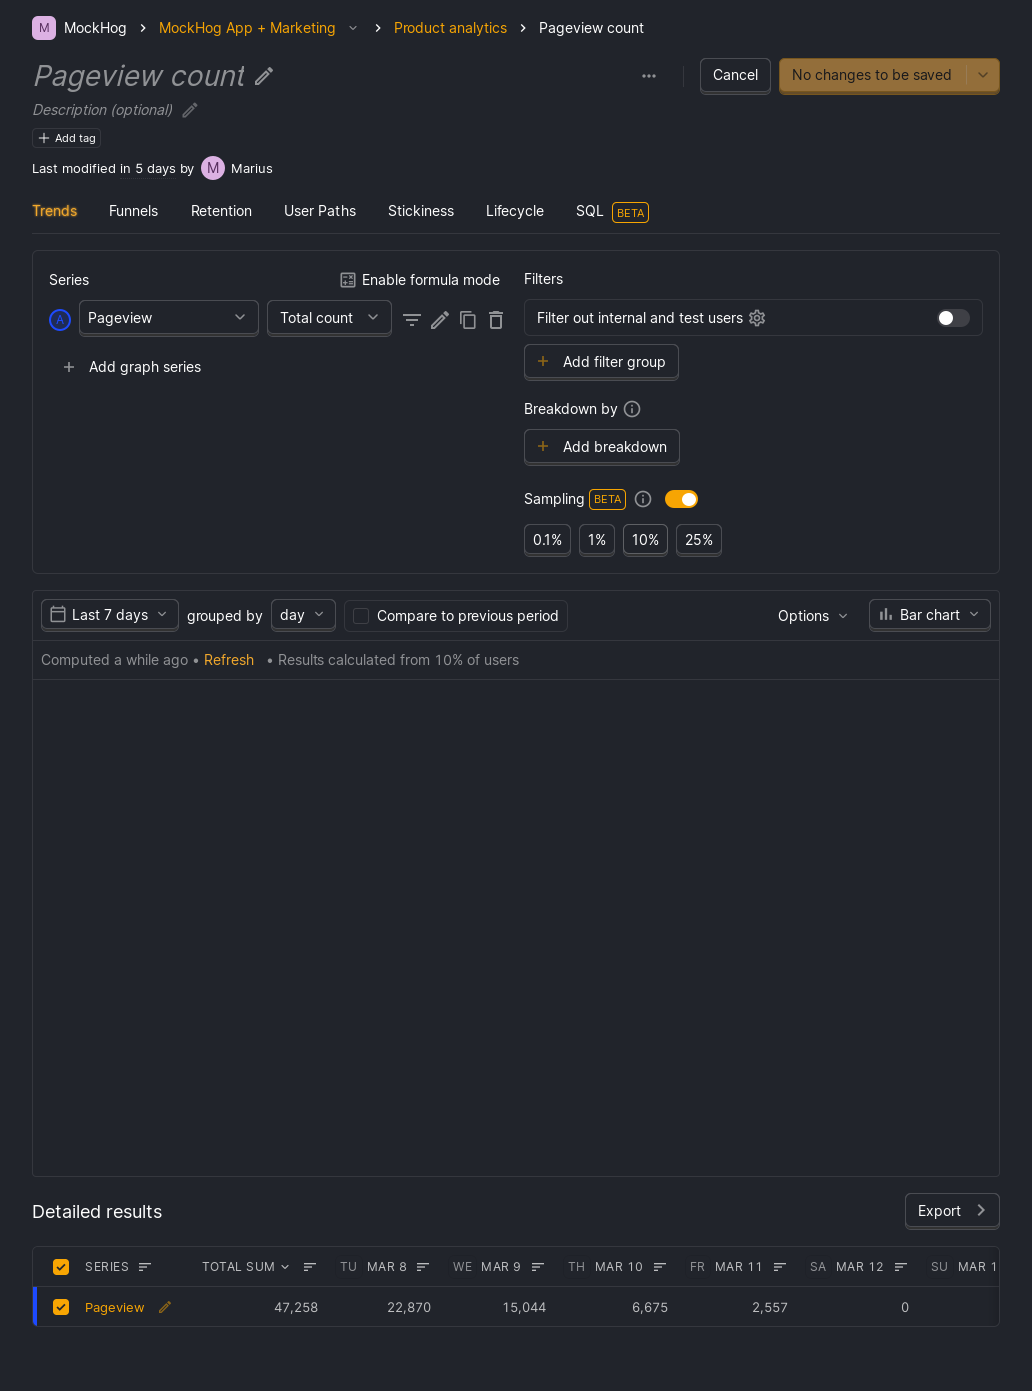 M MockHog MockHog App + Marketing Product analytics Pageview count
Pageview count
Cancel
No changes to be saved
Description (optional)
Add tag
Last modified in 5 days by M Marius
Trends Funnels Retention User Paths Stickiness Lifecycle SQL BETA
Series
Enable formula mode
A Pageview Total count
Add graph series
Filters
Filter out internal and test users
Add filter group
Breakdown by
Add breakdown
Sampling BETA
0.1% 1% 10% 25%
Last 7 days grouped by day Compare to previous period Options Bar chart
Computed a while ago • Refresh • Results calculated from 10% of users
Detailed results
Export
SERIES TOTAL SUM TU MAR 8 WE MAR 9 TH MAR 10 FR MAR 11 SA MAR 12 SU MAR 1
Pageview 47,258 22,870 15,044 6,675 2,557 0